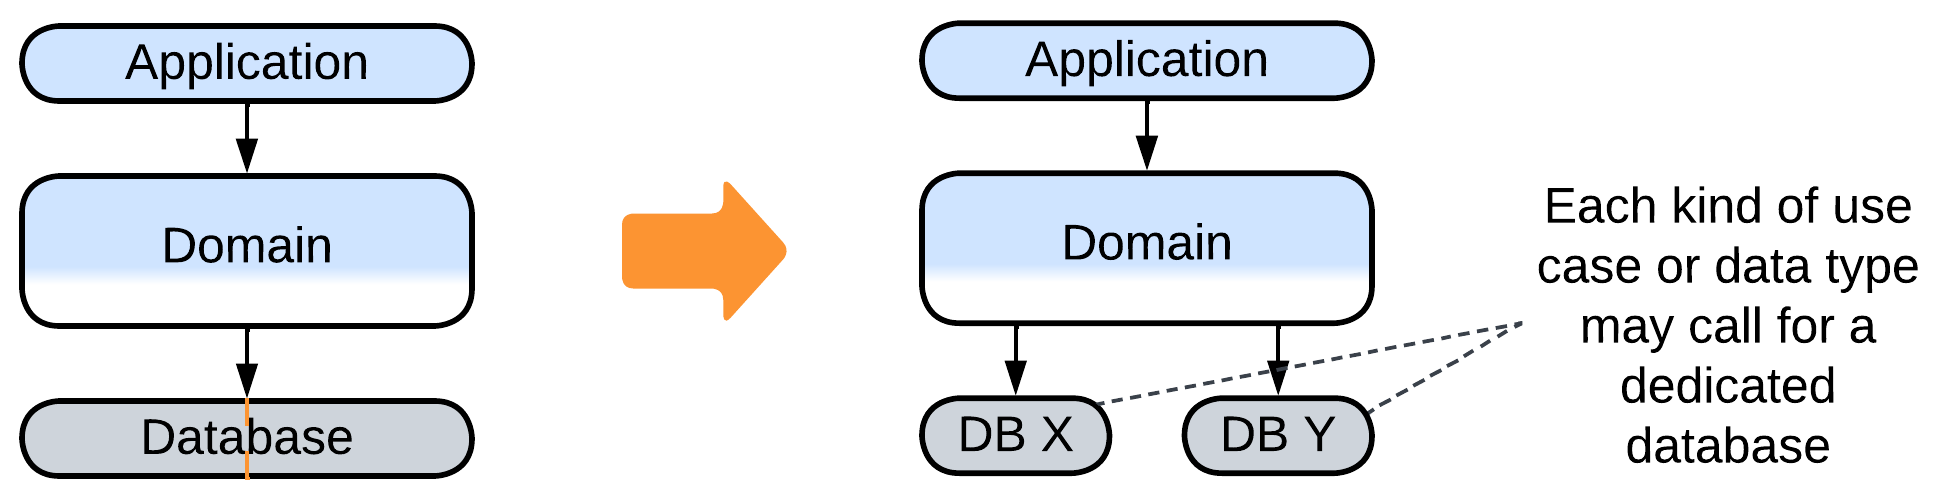 Application
Domain
Database
Application
Domain
DB X
DB Y
Each kind of use
case or data type
may call for a
dedicated
database